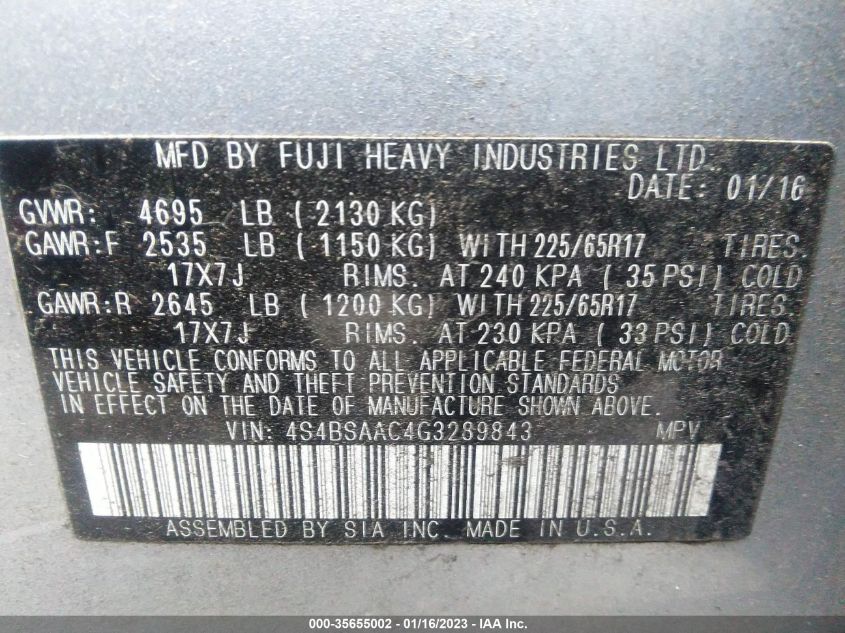 MFD BY FUJI HEAVY INDUSTRIES LTD.
DATE: 01/16
GVWR: 4695 LB ( 2130 KG)
GAWR:F 2535 LB ( 1150 KG) WITH 225/65R17 TIRES.
17X7J RIMS. AT 240 KPA ( 35 PSI) COLD
GAWR:R 2645 LB ( 1200 KG) WITH 225/65R17 TIRES.
17X7J RIMS. AT 230 KPA ( 33 PSI) COLD
THIS VEHICLE CONFORMS TO ALL APPLICABLE FEDERAL MOTOR
VEHICLE SAFETY AND THEFT PREVENTION STANDARDS
IN EFFECT ON THE DATE OF MANUFACTURE SHOWN ABOVE.
VIN: 4S4BSAAC4G3289843 MPV
ASSEMBLED BY SIA INC. MADE IN U.S.A.
000-35655002 - 01/16/2023 - IAA Inc.